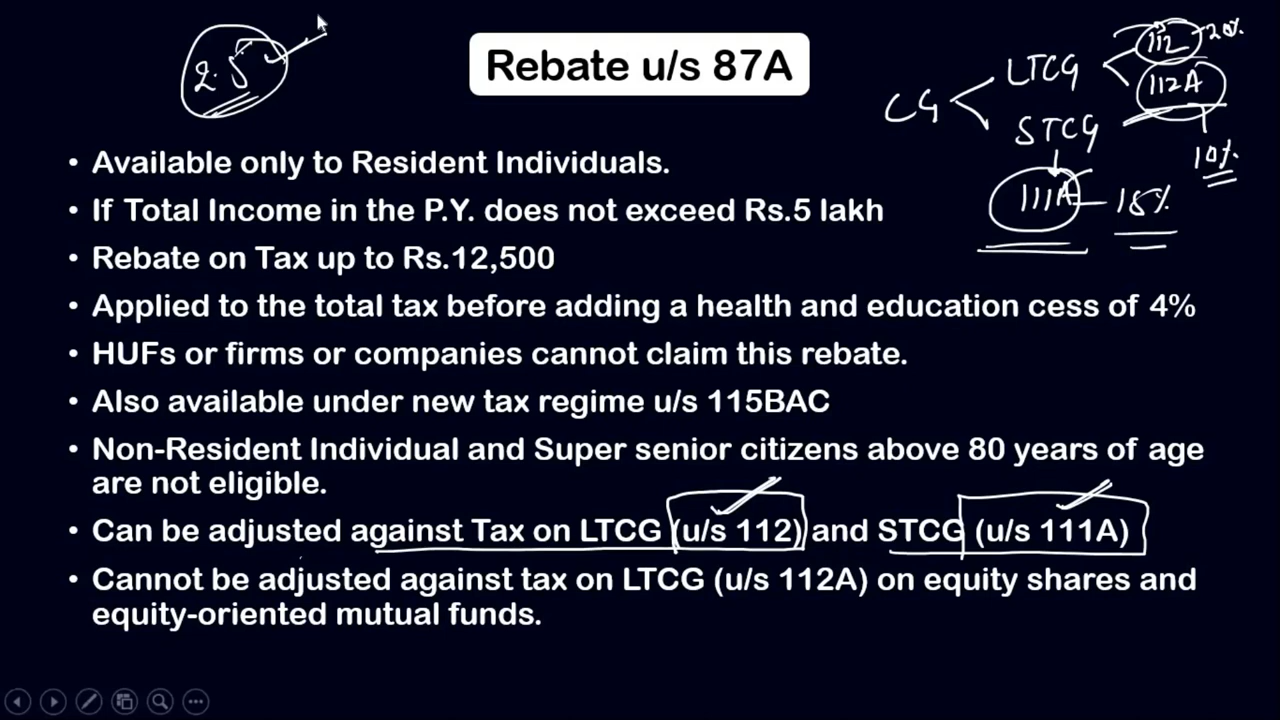 2.5
Rebate u/s 87A
CG
LTCG
112 - 20%
112A
10%
STCG
111A - 15%
• Available only to Resident Individuals.
• If Total Income in the P.Y. does not exceed Rs.5 lakh
• Rebate on Tax up to Rs.12,500
• Applied to the total tax before adding a health and education cess of 4%
• HUFs or firms or companies cannot claim this rebate.
• Also available under new tax regime u/s 115BAC
• Non-Resident Individual and Super senior citizens above 80 years of age
are not eligible.
• Can be adjusted against Tax on LTCG (u/s 112) and STCG (u/s 111A)
• Cannot be adjusted against tax on LTCG (u/s 112A) on equity shares and
equity-oriented mutual funds.